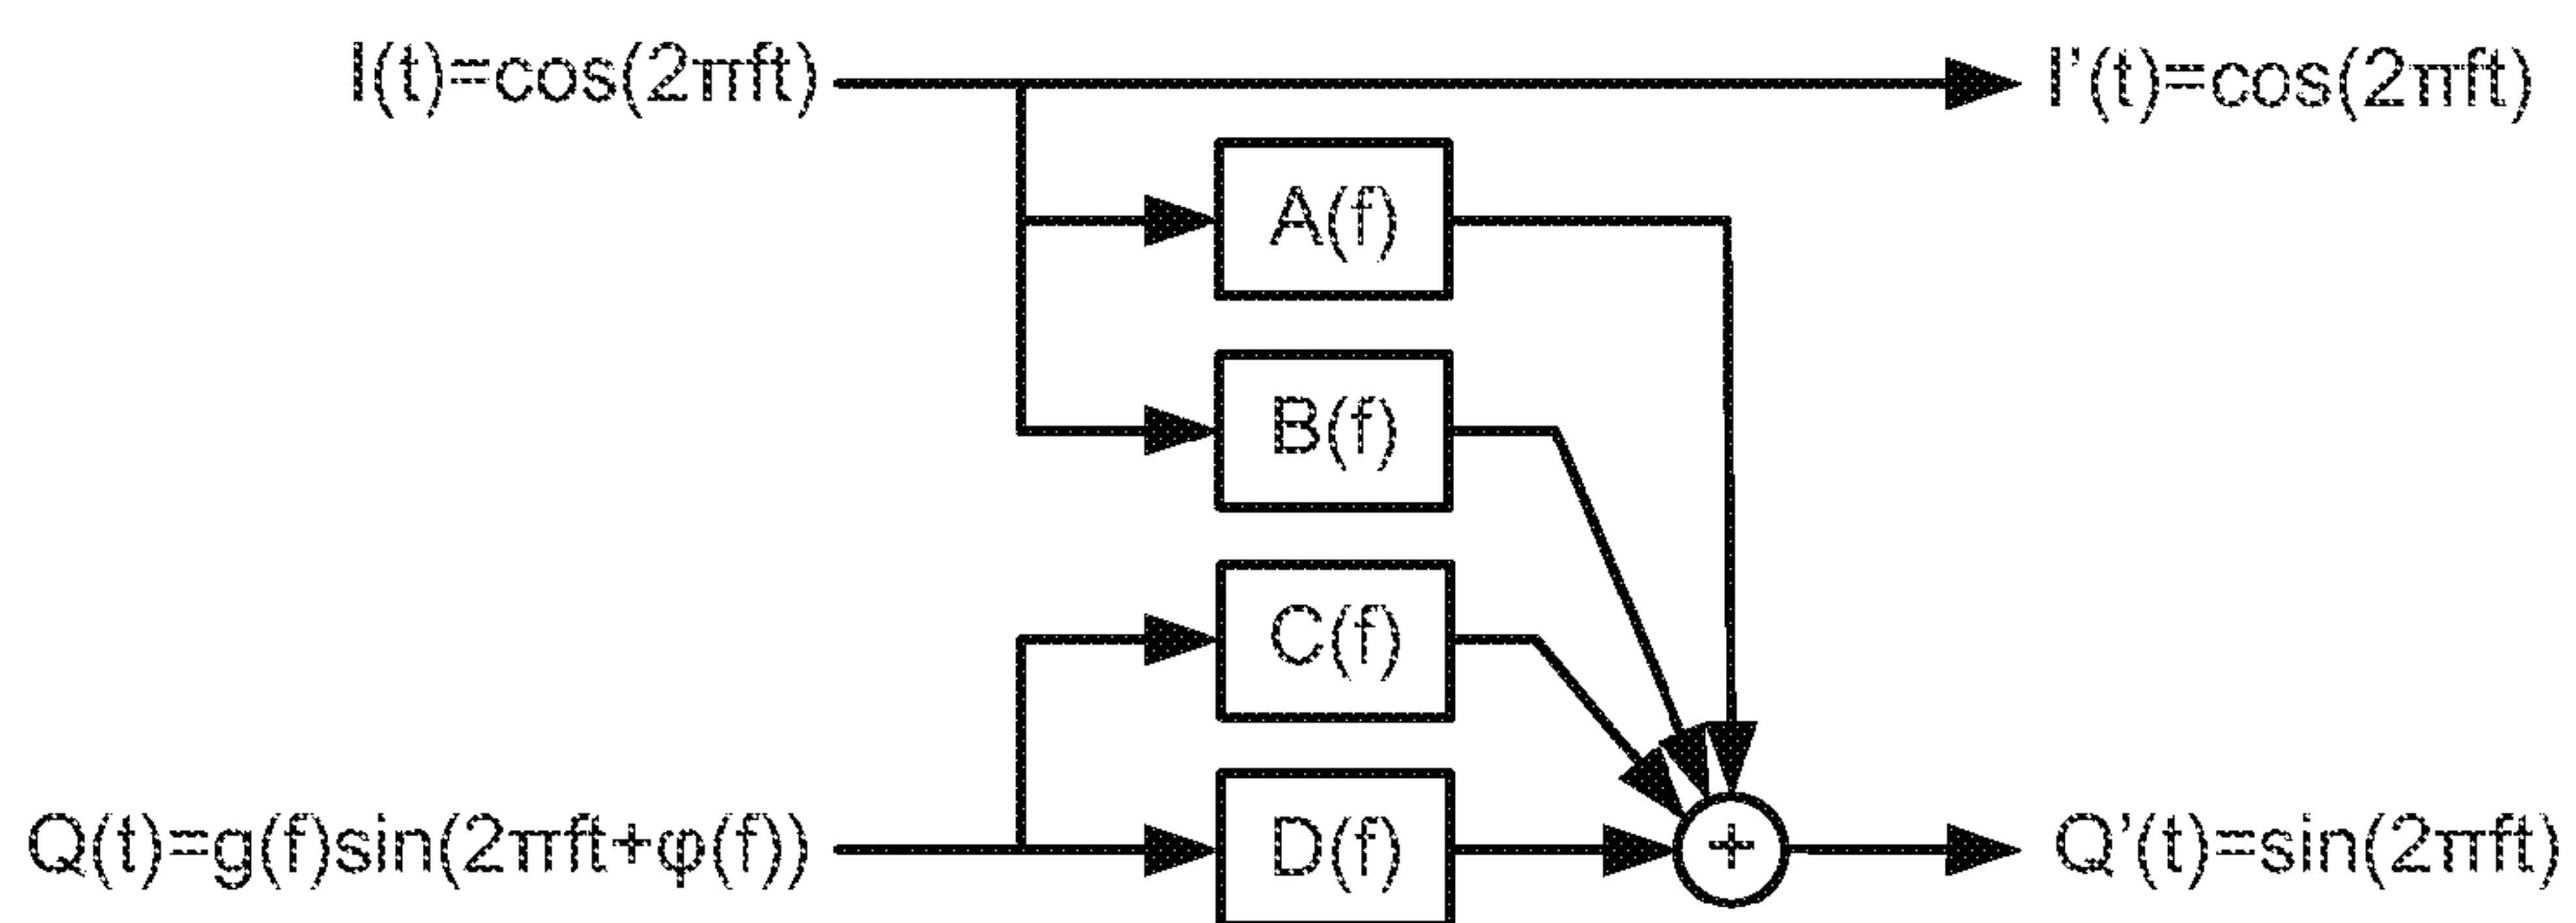 I(t)=cos(2πft)
I'(t)=cos(2πft)
A(f)
B(f)
C(f)
D(f)
Q(t)=g(f)sin(2πft+φ(f))
+
Q'(t)=sin(2πft)